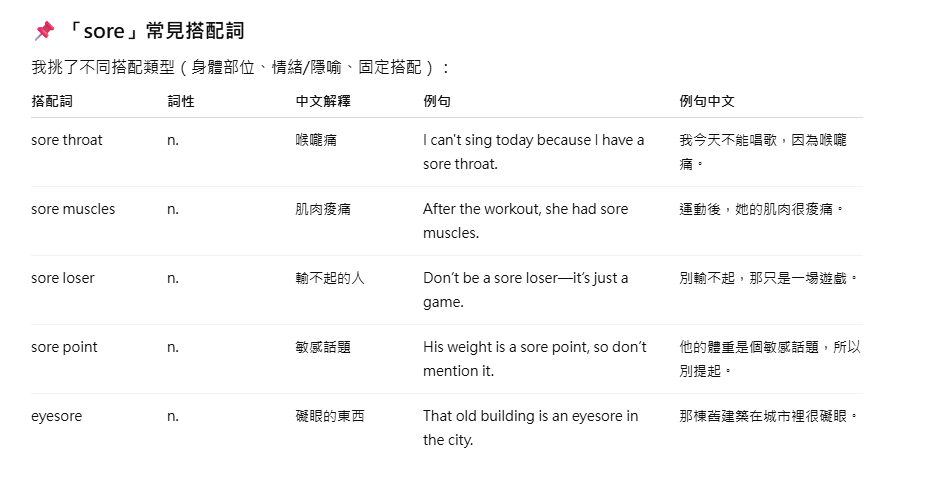 📌 「sore」常見搭配詞
我挑了不同搭配類型（身體部位、情緒/隱喻、固定搭配）：
搭配詞 詞性 中文解釋 例句 例句中文
sore throat n. 喉嚨痛 I can't sing today because I have a 我今天不能唱歌，因為喉嚨
sore throat. 痛。
sore muscles n. 肌肉痠痛 After the workout, she had sore 運動後，她的肌肉很痠痛。
muscles.
sore loser n. 輸不起的人 Don't be a sore loser—it's just a 別輸不起，那只是一場遊戲。
game.
sore point n. 敏感話題 His weight is a sore point, so don't 他的體重是個敏感話題，所以
mention it. 別提起。
eyesore n. 礙眼的東西 That old building is an eyesore in 那棟舊建築在城市裡很礙眼。
the city.